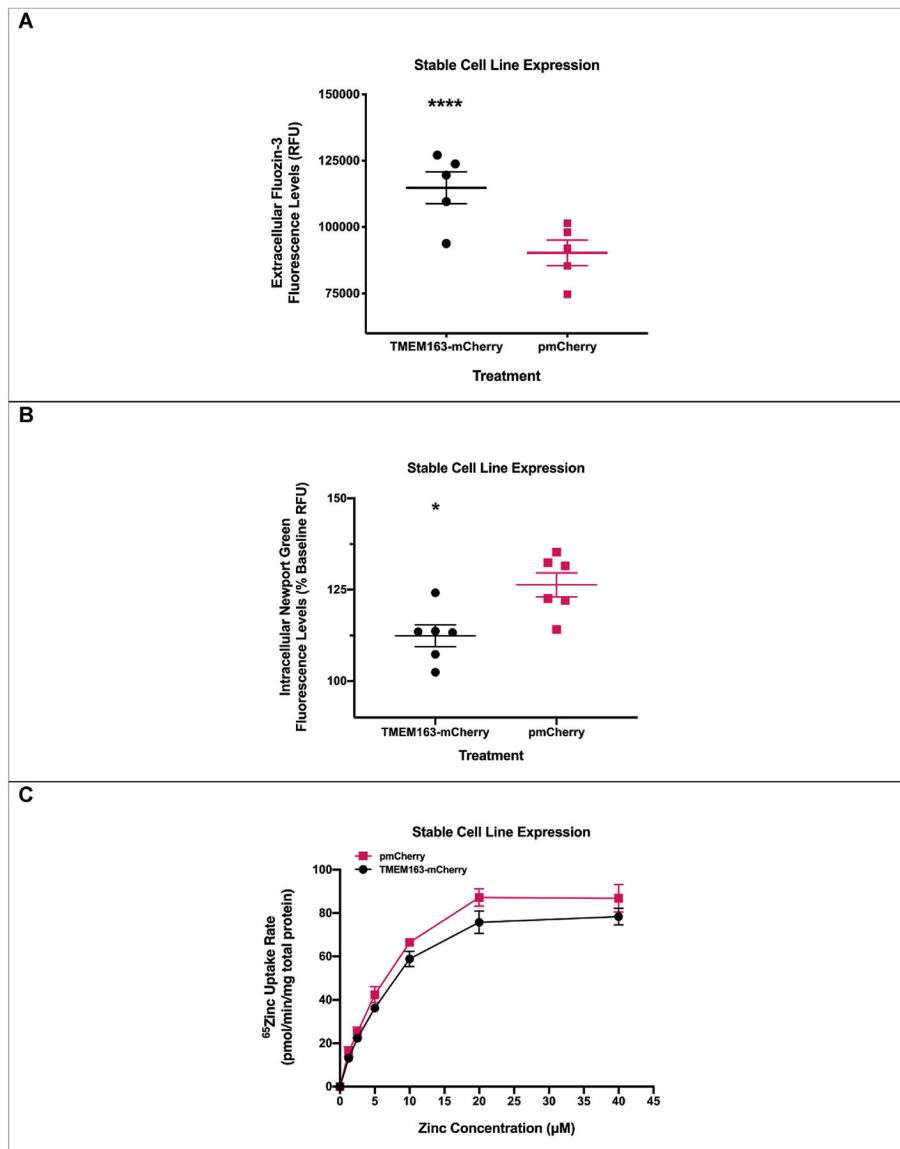 A
Stable Cell Line Expression
150000
****
125000
100000
75000
Extracellular Fluozin-3
Fluorescence Levels (RFU)
TMEM163-mCherry
pmCherry
Treatment
B
Stable Cell Line Expression
150
*
125
100
Intracellular Newport Green
Fluorescence Levels (% Baseline RFU)
TMEM163-mCherry
pmCherry
Treatment
C
Stable Cell Line Expression
pmCherry
TMEM163-mCherry
100
80
60
40
20
0
⁶⁵Zinc Uptake Rate
(pmol/min/mg total protein)
0 5 10 15 20 25 30 35 40 45
Zinc Concentration (µM)